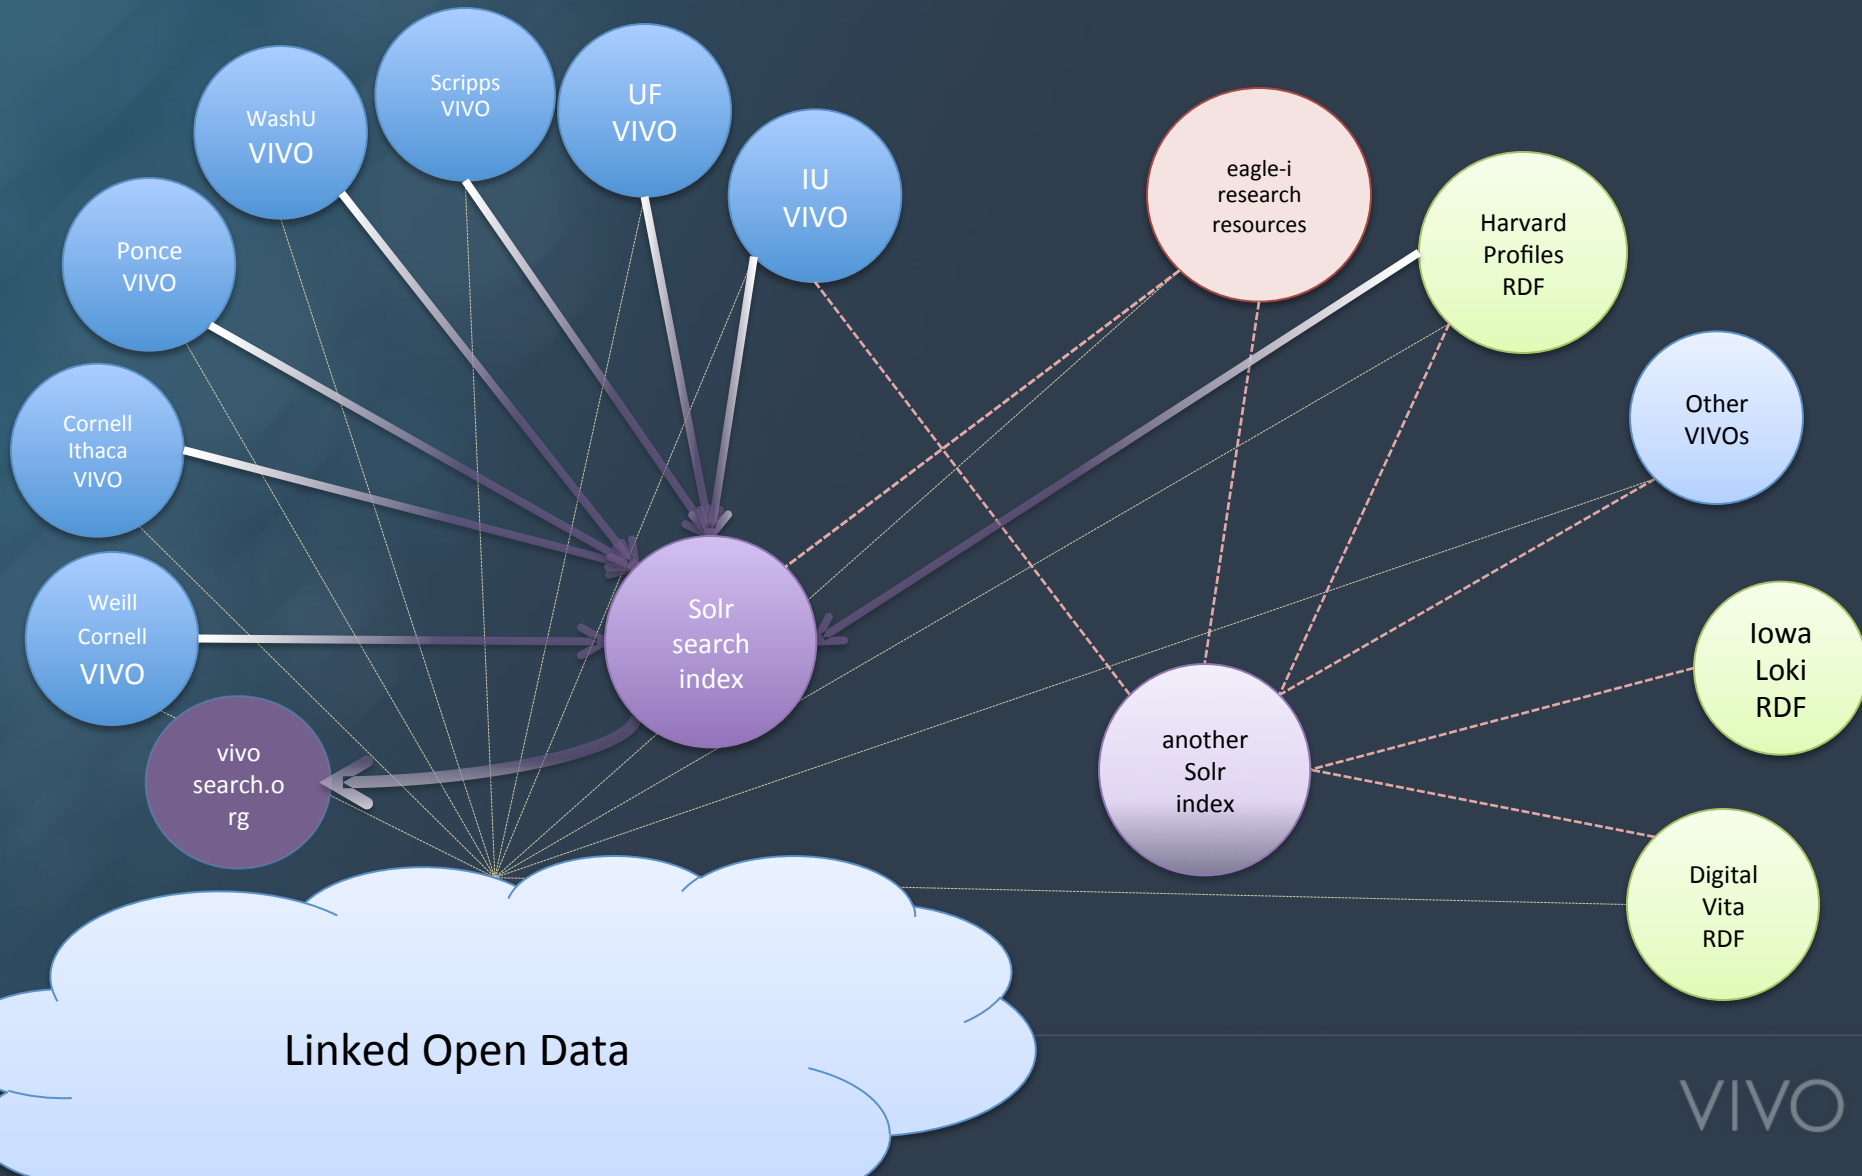 Scripps
VIVO
UF
VIVO
WashU
VIVO
IU
VIVO
eagle-i
research
resources
Harvard
Profiles
RDF
Ponce
VIVO
Other
VIVOs
Cornell
Ithaca
VIVO
Weill
Cornell
VIVO
Solr
search
index
Iowa
Loki
RDF
vivo
search.o
rg
another
Solr
index
Digital
Vita
RDF
Linked Open Data
VIVO